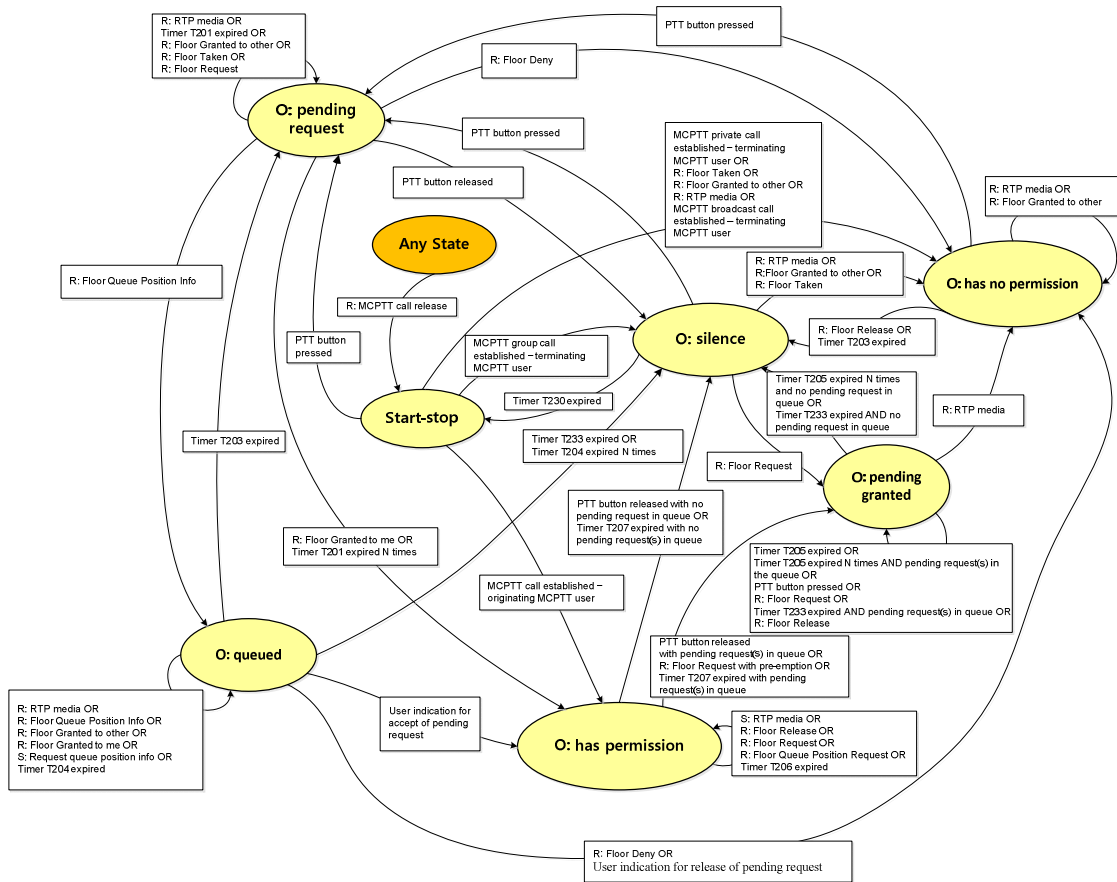 R: RTP media OR
Timer T201 expired OR
R: Floor Granted to other OR
R: Floor Taken OR
R: Floor Request
PTT button pressed
R: Floor Deny
O: pending
request
PTT button pressed
MCPTT private call
established – terminating
MCPTT user OR
R: Floor Taken OR
R: Floor Granted to other OR
R: RTP media OR
MCPTT broadcast call
established – terminating
MCPTT user
PTT button released
R: RTP media OR
R: Floor Granted to other
Any State
R: Floor Queue Position Info
R: RTP media OR
R:Floor Granted to other OR
R: Floor Taken
O: has no permission
R: MCPTT call release
PTT button
pressed
MCPTT group call
established – terminating
MCPTT user
O: silence
R: Floor Release OR
Timer T203 expired
Timer T205 expired N times
and no pending request in
queue OR
Timer T233 expired AND no
pending request in queue
Timer T230 expired
Start-stop
R: RTP media
Timer T203 expired
Timer T233 expired OR
Timer T204 expired N times
R: Floor Request
O: pending
granted
PTT button released with no
pending request in queue OR
Timer T207 expired with no
pending request(s) in queue
R: Floor Granted to me OR
Timer T201 expired N times
Timer T205 expired OR
Timer T205 expired N times AND pending request(s) in
the queue OR
PTT button pressed OR
R: Floor Request OR
Timer T233 expired AND pending request(s) in queue OR
R: Floor Release
MCPTT call established –
originating MCPTT user
O: queued
PTT button released
with pending request(s) in queue OR
R: Floor Request with pre-emption OR
Timer T207 expired with pending
request(s) in queue
R: RTP media OR
R: Floor Queue Position Info OR
R: Floor Granted to other OR
R: Floor Granted to me OR
S: Request queue position info OR
Timer T204 expired
User indication for
accept of pending
request
O: has permission
S: RTP media OR
R: Floor Release OR
R: Floor Request OR
R: Floor Queue Position Request OR
Timer T206 expired
R: Floor Deny OR
User indication for release of pending request